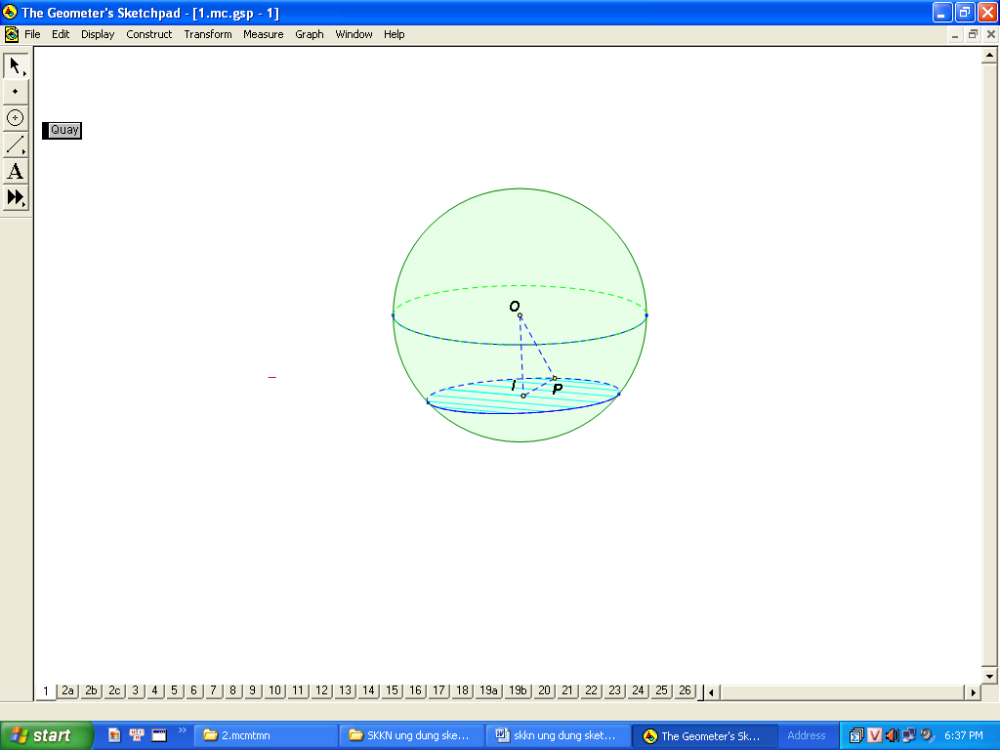 The Geometer's Sketchpad - [1.mc.gsp - 1]
File Edit Display Construct Transform Measure Graph Window Help
A
Quay
O
I
P
1 2a 2b 2c 3 4 5 6 7 8 9 10 11 12 13 14 15 16 17 18 19a 19b 20 21 22 23 24 25 26
start 2.mcmtmn SKKN ung dung ske... skkn ung dung sket... The Geometer's Sk... Address V 6:37 PM